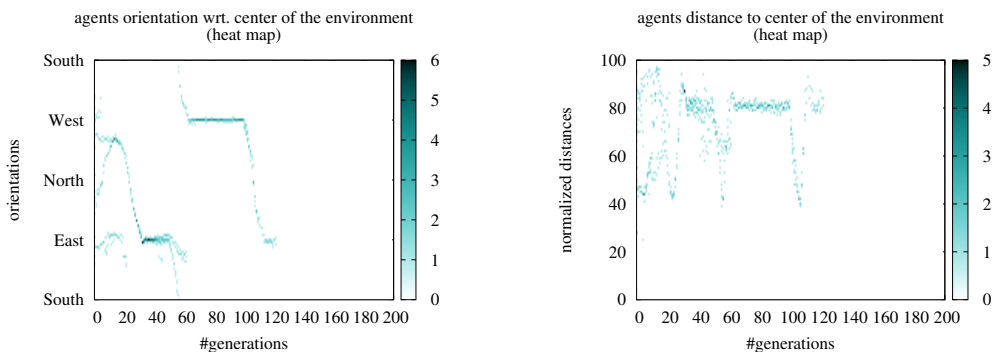 agents orientation wrt. center of the environment
(heat map)
South
West
North
East
South
orientations
0 20 40 60 80 100 120 140 160 180 200
#generations
6
5
4
3
2
1
0
agents distance to center of the environment
(heat map)
100
80
60
40
20
0
normalized distances
0 20 40 60 80 100 120 140 160 180 200
#generations
5
4
3
2
1
0